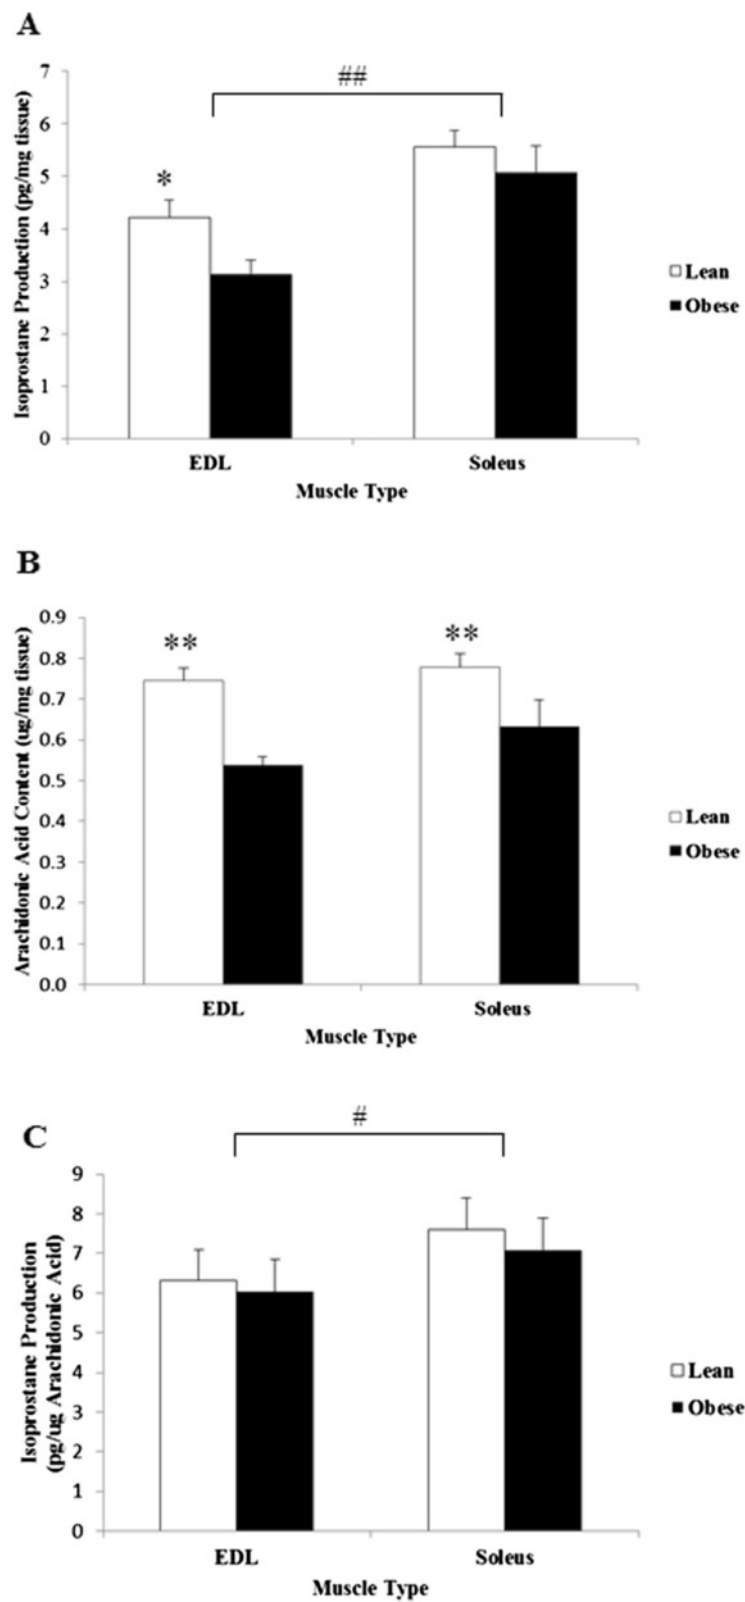 A
##
7
6
5
4
3
2
1
0
Isoprostane Production (pg/mg tissue)
*
EDL
Soleus
Muscle Type
Lean
Obese
B
0.9
0.8
0.7
0.6
0.5
0.4
0.3
0.2
0.1
0.0
Arachidonic Acid Content (ug/mg tissue)
**
**
EDL
Soleus
Muscle Type
Lean
Obese
C
#
9
8
7
6
5
4
3
2
1
0
Isoprostane Production
(pg/ug Arachidonic Acid)
EDL
Soleus
Muscle Type
Lean
Obese